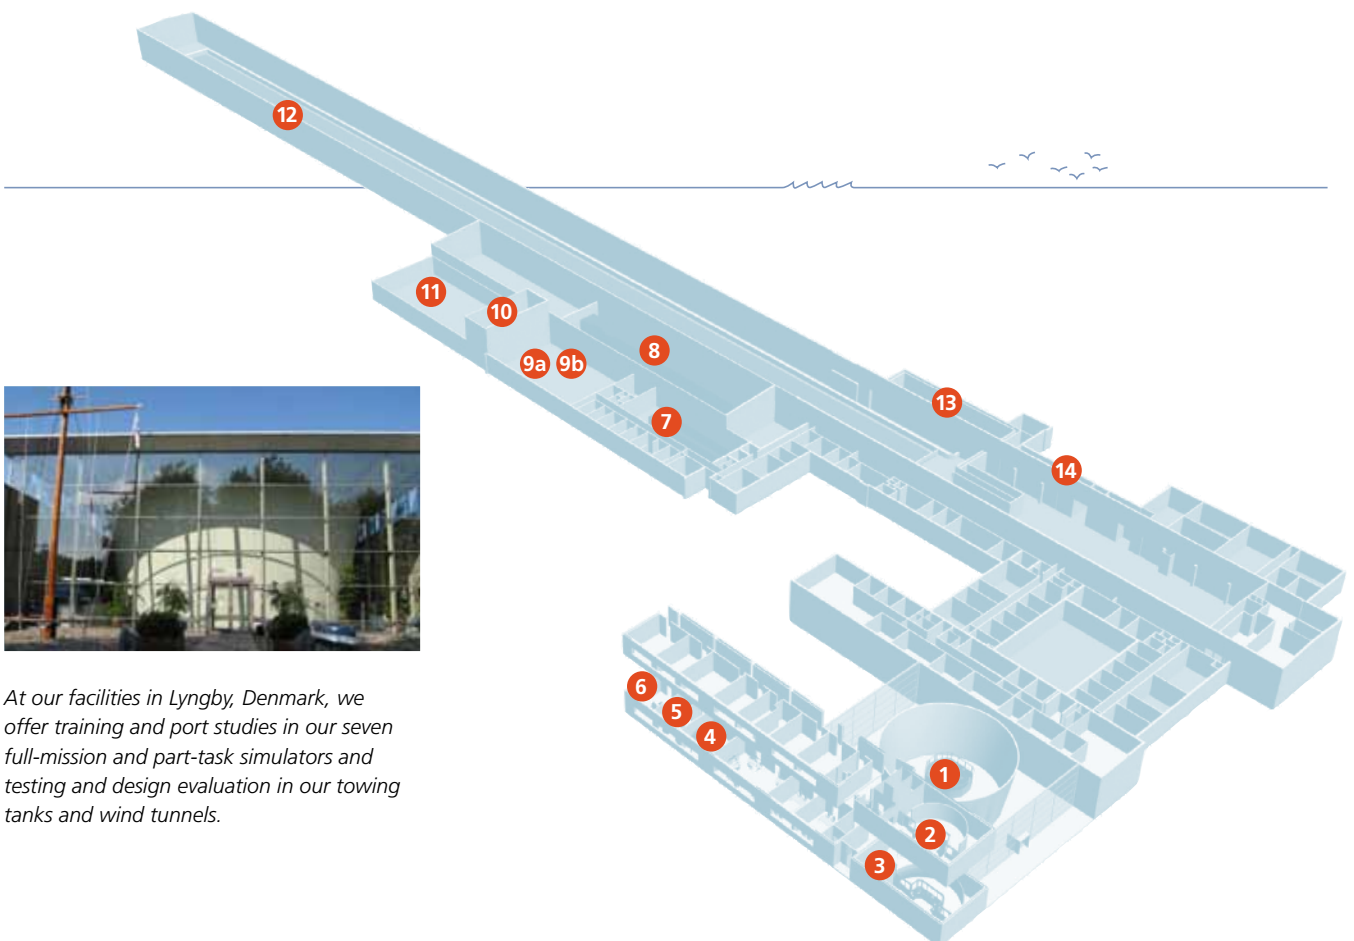 12
11
10
8
9a 9b
13
7
14
6
5
4
1
2
3
At our facilities in Lyngby, Denmark, we
offer training and port studies in our seven
full-mission and part-task simulators and
testing and design evaluation in our towing
tanks and wind tunnels.